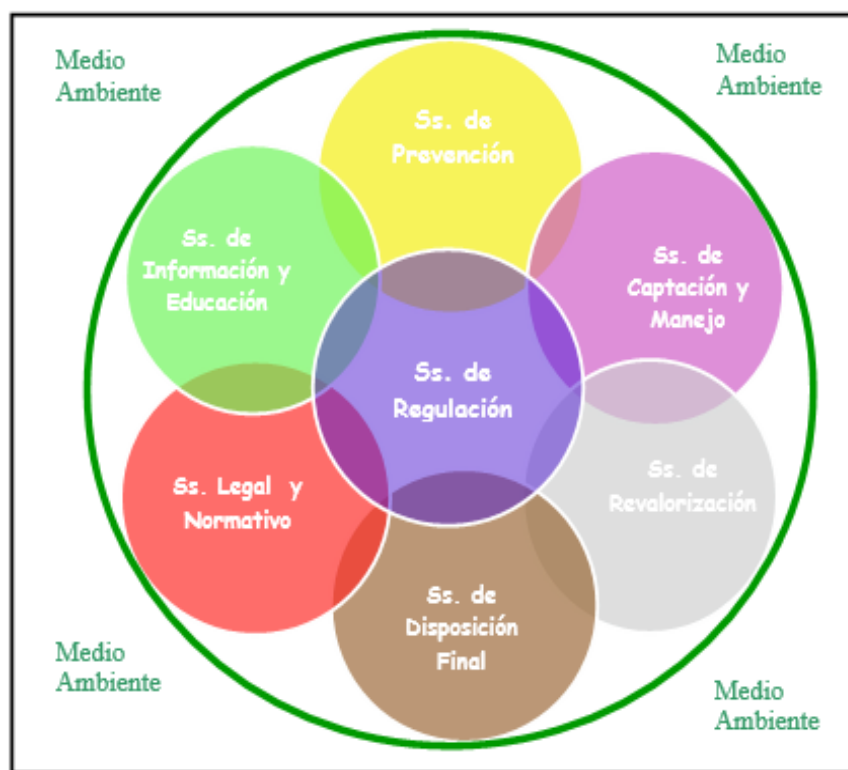 Medio
Ambiente
Medio
Ambiente
Ss. de
Prevención
Ss. de
Información y
Educación
Ss. de
Captación y
Manejo
Ss. de
Regulación
Ss. Legal y
Normativo
Ss. de
Revalorización
Ss. de
Disposición
Final
Medio
Ambiente
Medio
Ambiente